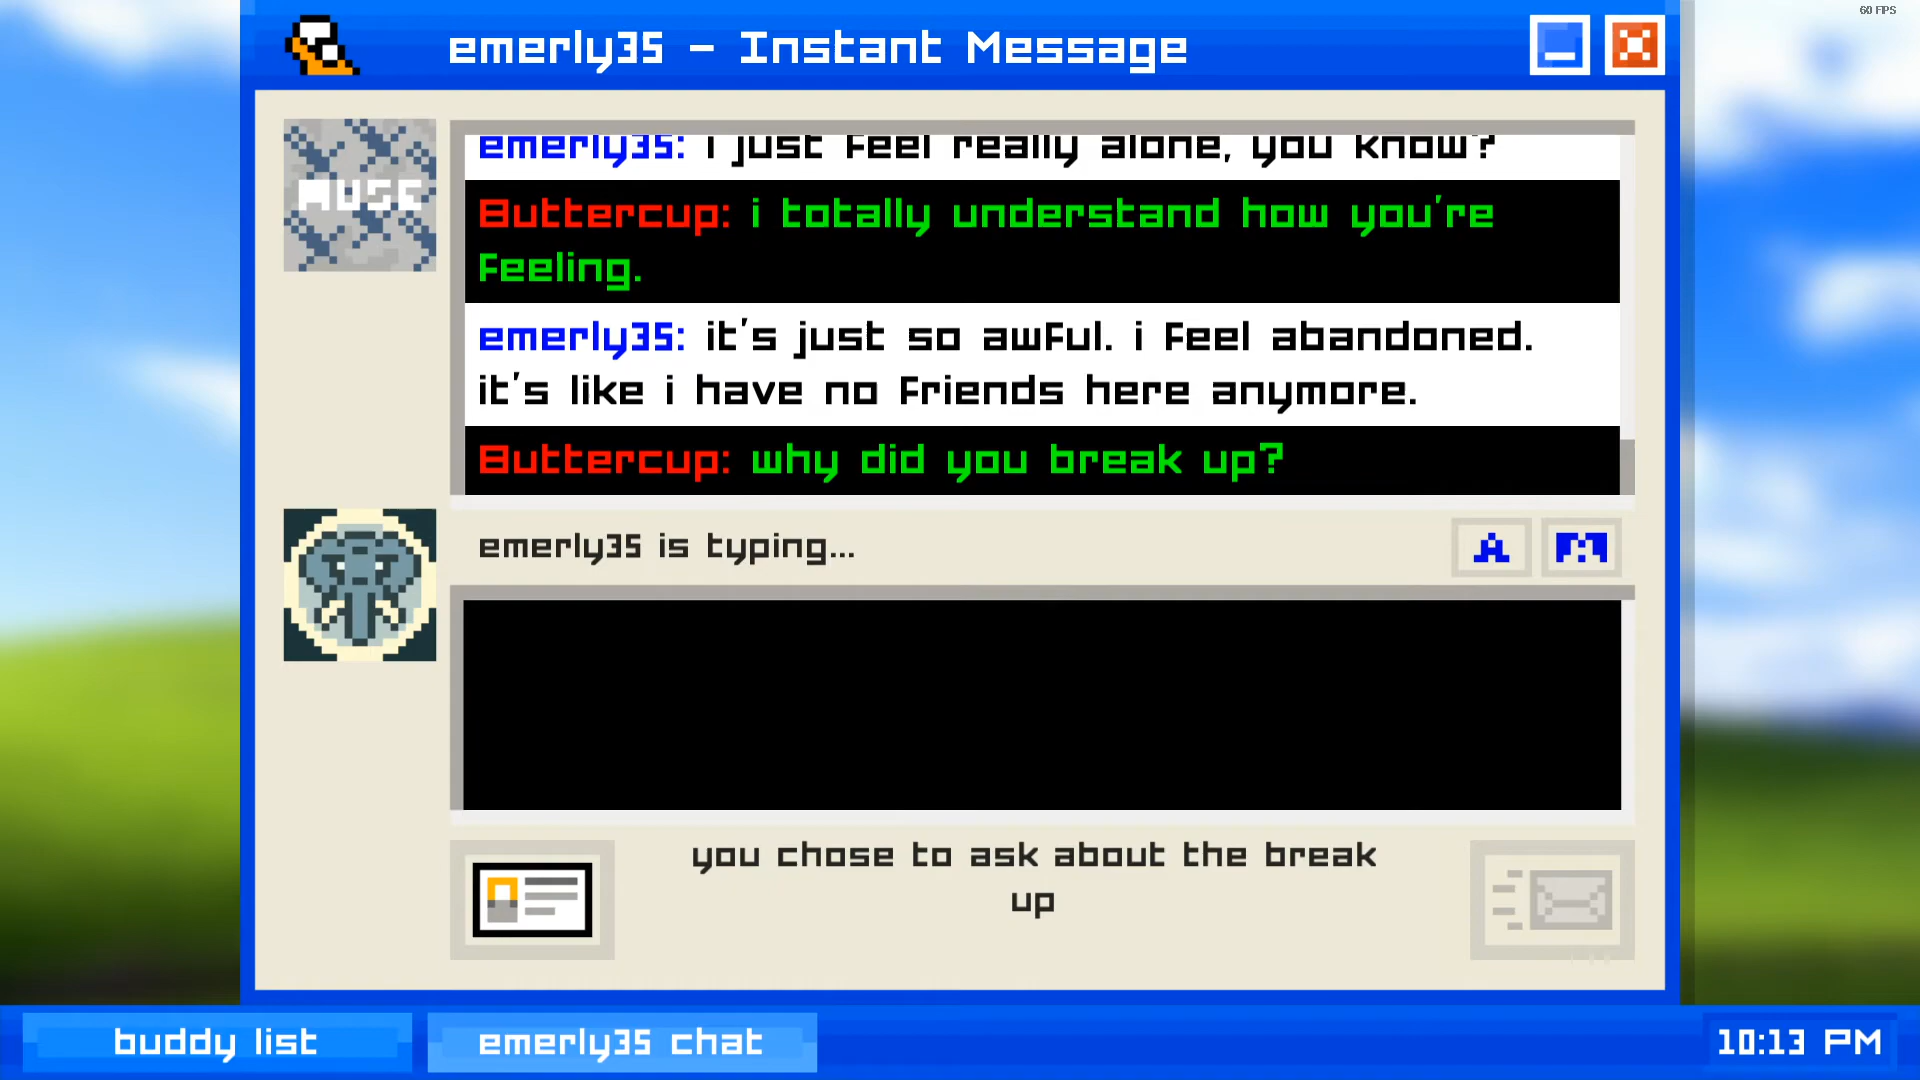 60 FPS
emerly35 - Instant Message
MUSE
emerly35: i just feel really alone, you know?
Buttercup: i totally understand how you're
feeling.
emerly35: it's just so awful. i feel abandoned.
it's like i have no friends here anymore.
Buttercup: why did you break up?
emerly35 is typing...
A
you chose to ask about the break
up
buddy list
emerly35 chat
10:13 PM